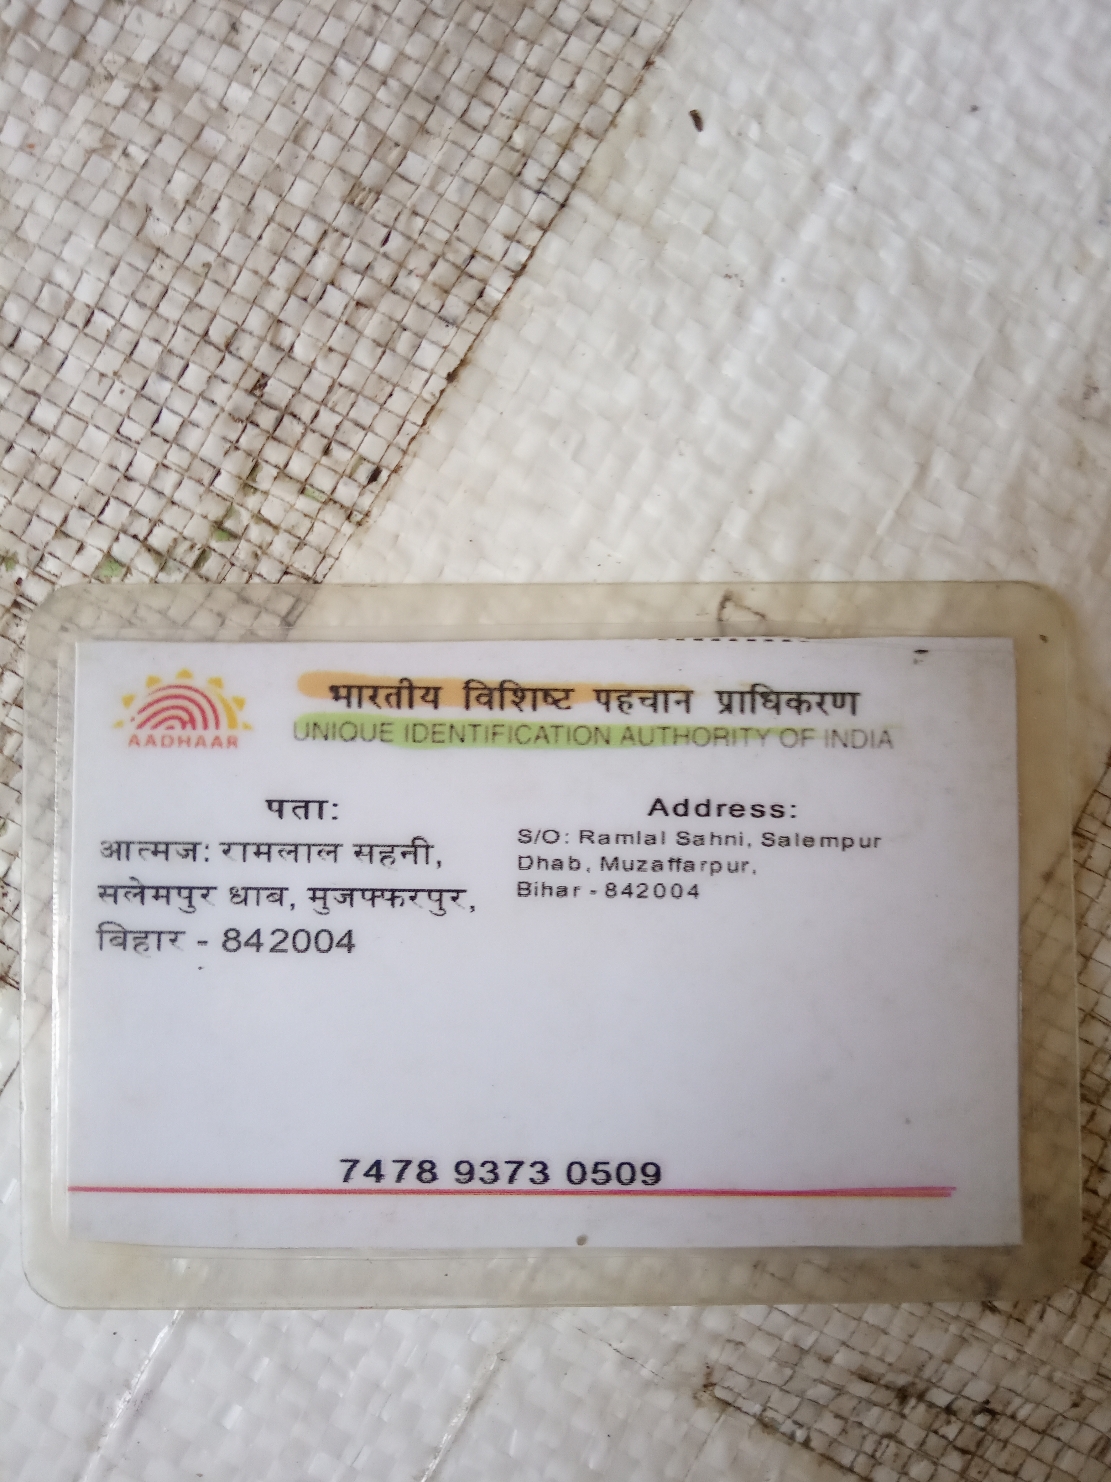 AADHAAR
भारतीय विशिष्ट पहचान प्राधिकरण
UNIQUE IDENTIFICATION AUTHORITY OF INDIA
पता:
आत्मज: रामलाल सहनी,
सलेमपुर धाब, मुजफ्फरपुर,
बिहार - 842004
Address:
S/O: Ramlal Sahni, Salempur
Dhab, Muzaffarpur,
Bihar - 842004
7478 9373 0509